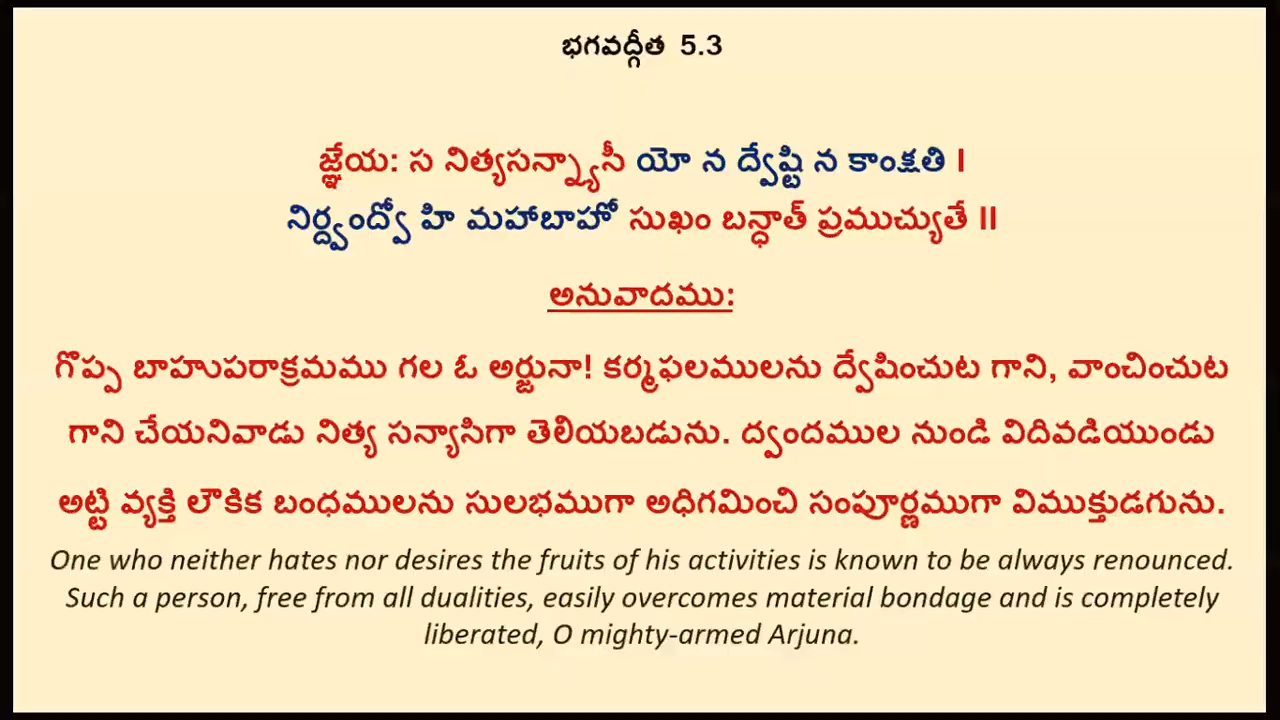 భగవద్గీత 5.3
జ్ఞేయ: స నిత్యసన్న్యాసీ యో న ద్వేష్టి న కాంక్షతి ।
నిర్ద్వంద్వో హి మహాబాహో సుఖం బన్ధాత్ ప్రముచ్యుతే ॥
అనువాదము:
గొప్ప బాహుపరాక్రమము గల ఓ అర్జునా! కర్మఫలములను ద్వేషించుట గాని, వాంచించుట
గాని చేయనివాడు నిత్య సన్యాసిగా తెలియబడును. ద్వందముల నుండి విదివడియుండు
అట్టి వ్యక్తి లౌకిక బంధములను సులభముగా అధిగమించి సంపూర్ణముగా విముక్తుడగును.
One who neither hates nor desires the fruits of his activities is known to be always renounced.
Such a person, free from all dualities, easily overcomes material bondage and is completely
liberated, O mighty-armed Arjuna.